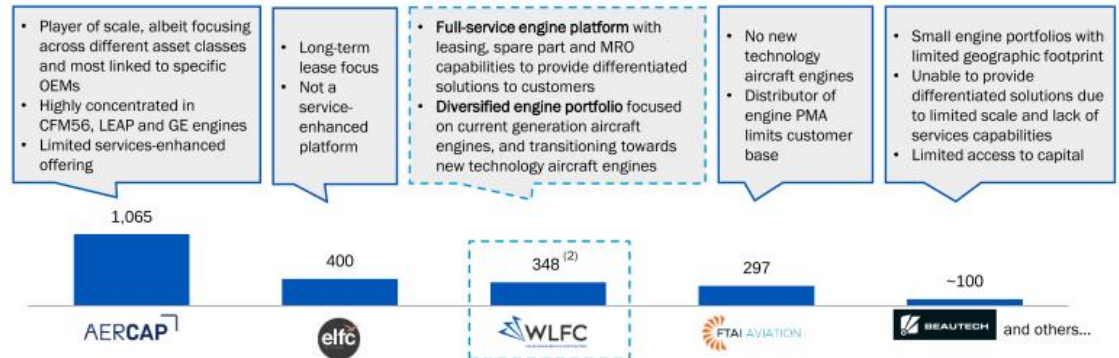 • Player of scale, albeit focusing
across different asset classes
and most linked to specific
OEMs
• Highly concentrated in
CFM56, LEAP and GE engines
• Limited services-enhanced
offering
• Long-term
lease focus
• Not a
service-
enhanced
platform
• Full-service engine platform with
leasing, spare part and MRO
capabilities to provide differentiated
solutions to customers
• Diversified engine portfolio focused
on current generation aircraft
engines, and transitioning towards
new technology aircraft engines
• No new
technology
aircraft engines
• Distributor of
engine PMA
limits customer
base
• Small engine portfolios with
limited geographic footprint
• Unable to provide
differentiated solutions due
to limited scale and lack of
services capabilities
• Limited access to capital
1,065
400
348 (2)
297
~100
AERCAP
elfc
WLFC
FTAI AVIATION
BEAUTECH
and others...